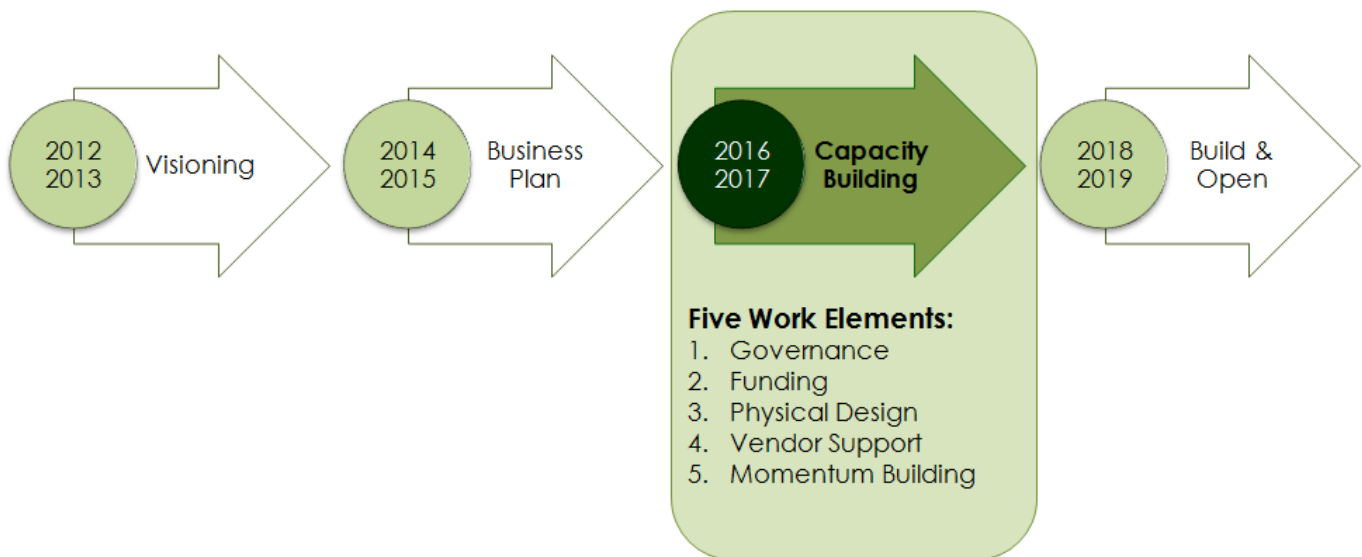 2012
2013
Visioning
2014
2015
Business
Plan
2016
2017
Capacity
Building
2018
2019
Build &
Open
Five Work Elements:
1. Governance
2. Funding
3. Physical Design
4. Vendor Support
5. Momentum Building